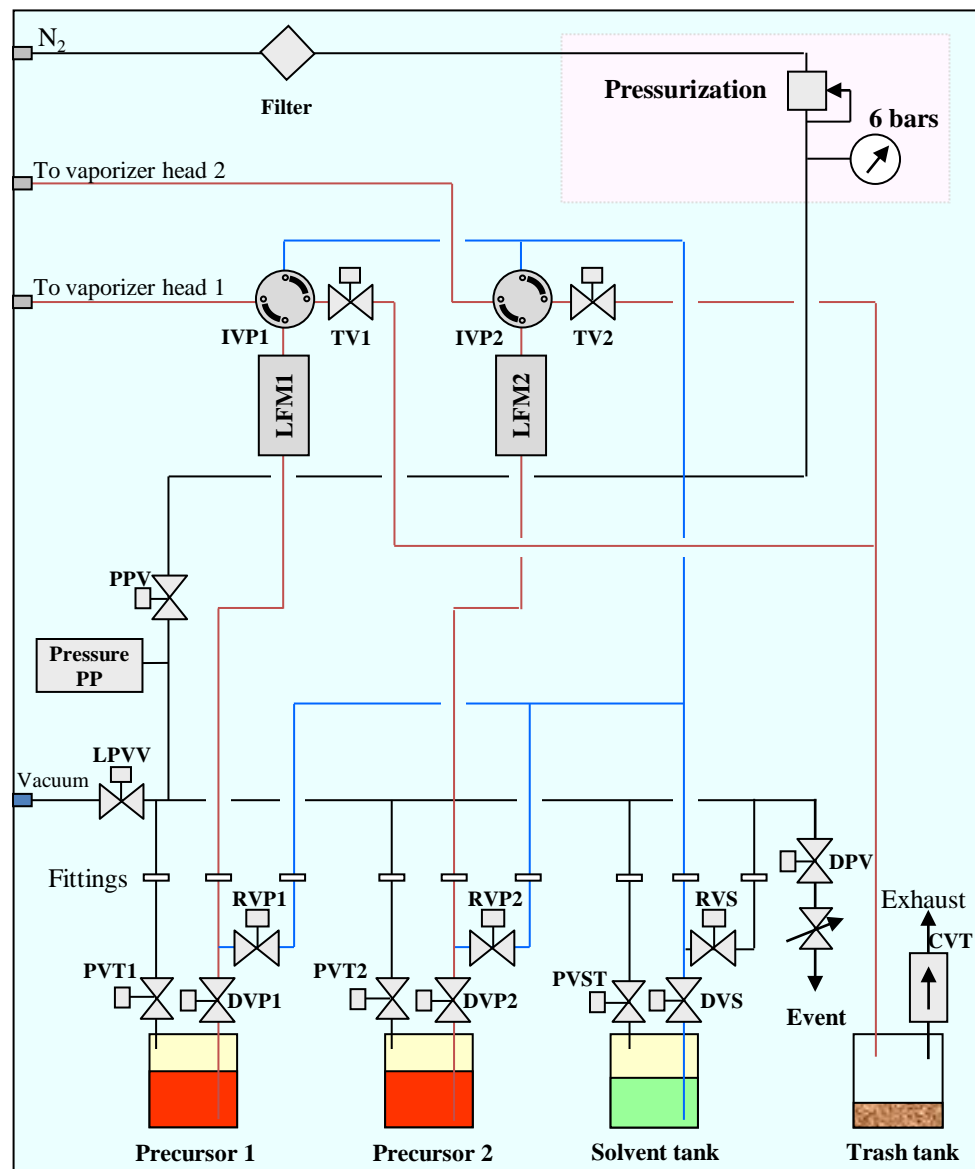 N2
Filter
Pressurization
6 bars
To vaporizer head 2
To vaporizer head 1
IVP1
TV1
IVP2
TV2
LFM1
LFM2
PPV
Pressure
PP
LPVV
Vacuum
Fittings
RVP1
RVP2
RVS
DPV
Exhaust
CVT
PVT1
DVP1
PVT2
DVP2
PVST
DVS
Event
Precursor 1
Precursor 2
Solvent tank
Trash tank